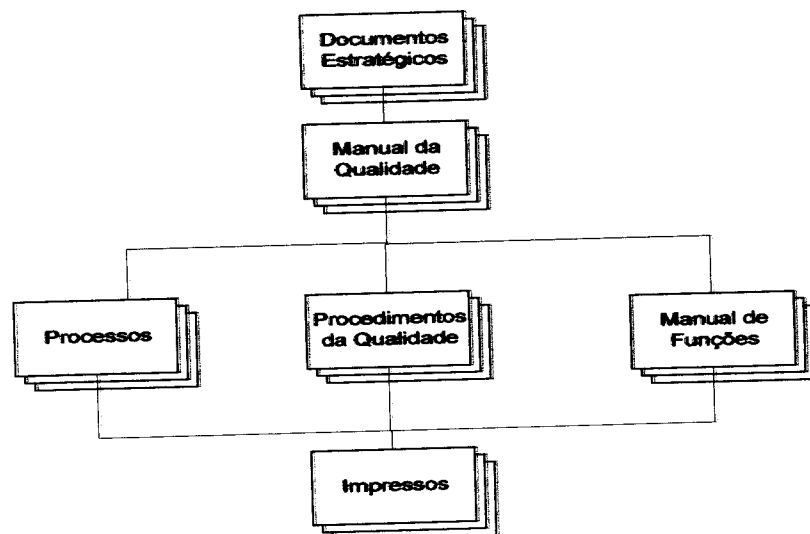 Documentos
Estratégicos
Manual da
Qualidade
Processos
Procedimentos
da Qualidade
Manual de
Funções
Impressos